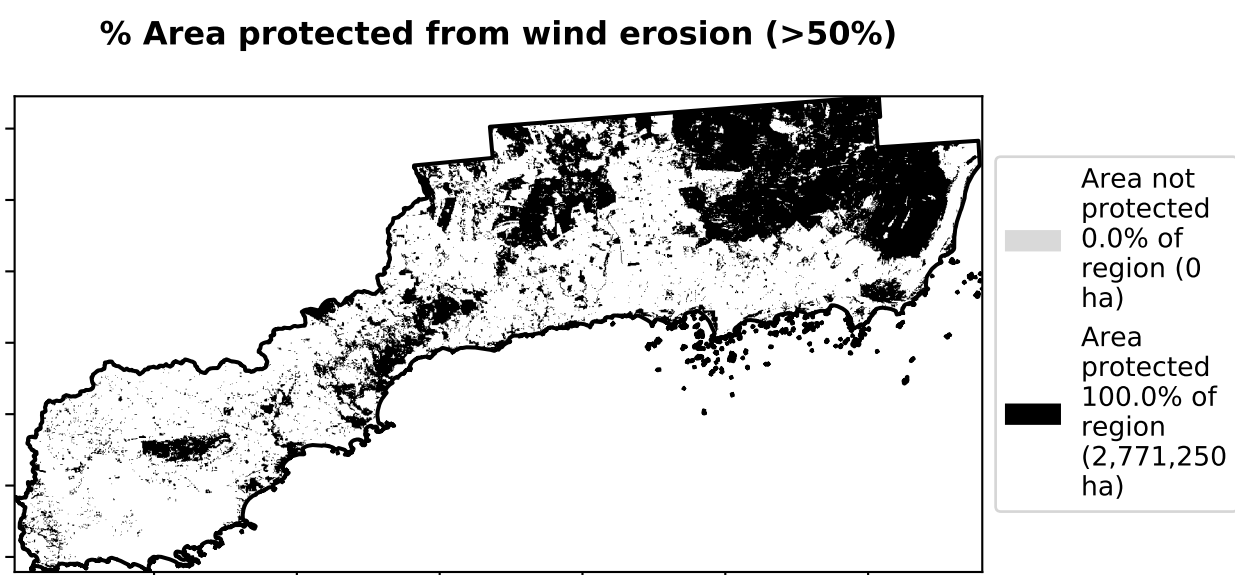 % Area protected from wind erosion (>50%)
Area not
protected
0.0% of
region (0
ha)
Area
protected
100.0% of
region
(2,771,250
ha)